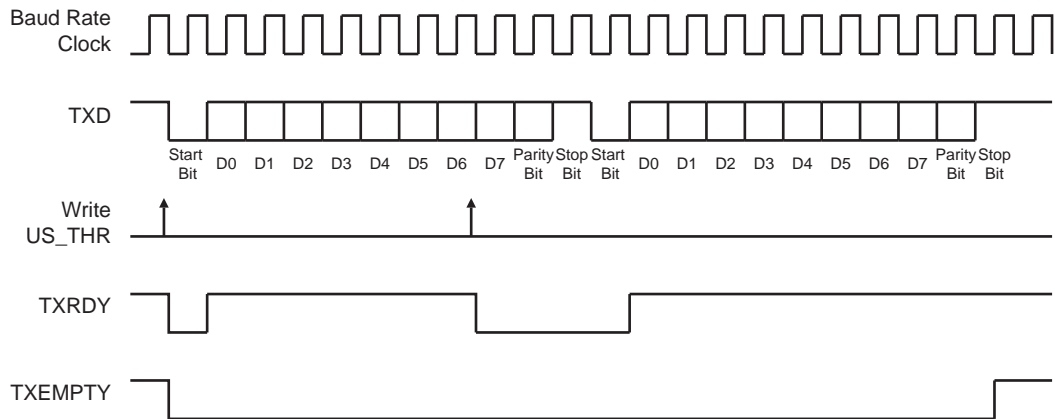 Baud Rate
Clock
TXD
Start D0 D1 D2 D3 D4 D5 D6 D7 Parity Stop Start D0 D1 D2 D3 D4 D5 D6 D7 Parity Stop
Bit Bit Bit Bit Bit Bit
Write
US_THR
TXRDY
TXEMPTY